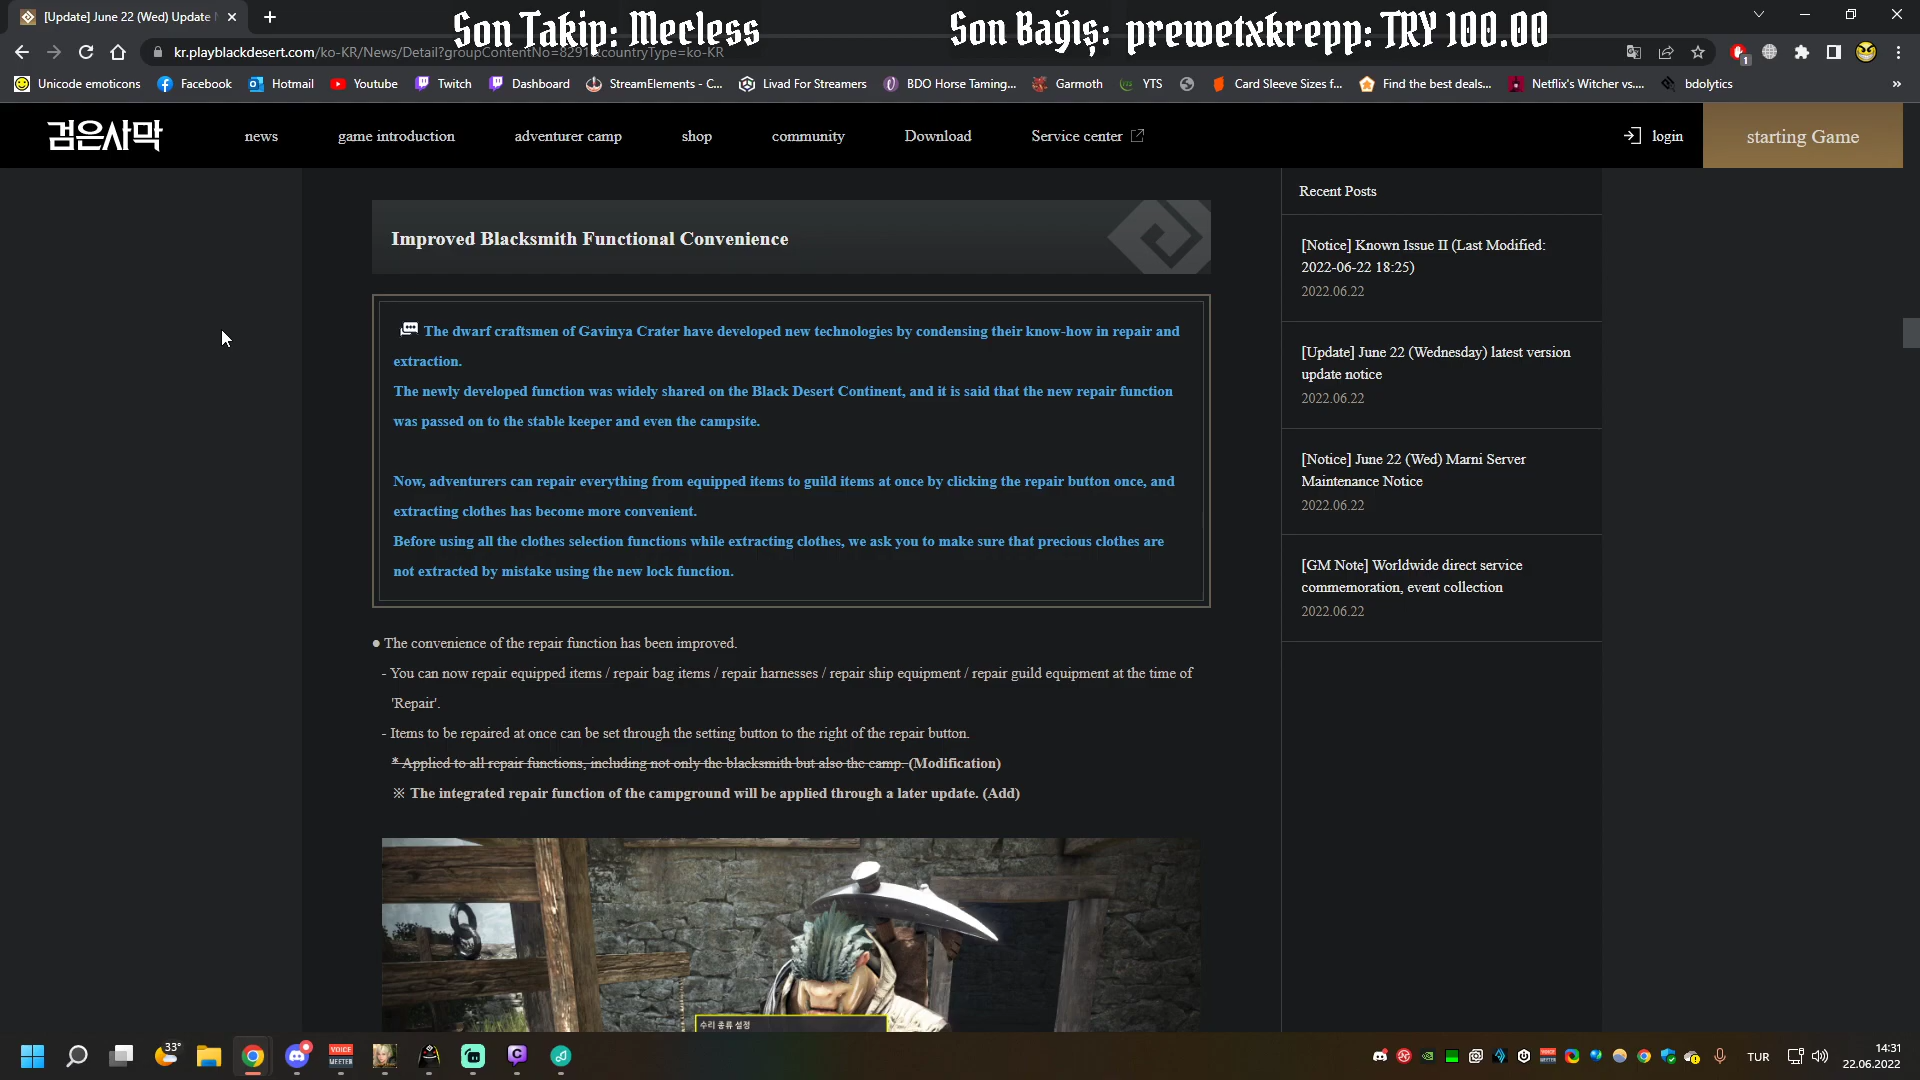 [Update] June 22 (Wed) Update
Son Takip: Mecless
Son Bağış: prewetxkrepp: TRY 100.00
kr.playblackdesert.com/ko-KR/News/Detail?groupContentNo=8291&countryType=ko-KR
1
Unicode emoticons
Facebook
Hotmail
Youtube
Twitch
Dashboard
StreamElements - C...
Livad For Streamers
BDO Horse Taming...
Garmoth
YTS
Card Sleeve Sizes f...
Find the best deals...
Netflix's Witcher vs....
bdolytics
»
검은사막
news
game introduction
adventurer camp
shop
community
Download
Service center
login
starting Game
Improved Blacksmith Functional Convenience
The dwarf craftsmen of Gavinya Crater have developed new technologies by condensing their know-how in repair and
extraction.
The newly developed function was widely shared on the Black Desert Continent, and it is said that the new repair function
was passed on to the stable keeper and even the campsite.
Now, adventurers can repair everything from equipped items to guild items at once by clicking the repair button once, and
extracting clothes has become more convenient.
Before using all the clothes selection functions while extracting clothes, we ask you to make sure that precious clothes are
not extracted by mistake using the new lock function.
● The convenience of the repair function has been improved.
- You can now repair equipped items / repair bag items / repair harnesses / repair ship equipment / repair guild equipment at the time of
'Repair'.
- Items to be repaired at once can be set through the setting button to the right of the repair button.
* Applied to all repair functions, including not only the blacksmith but also the camp. (Modification)
※ The integrated repair function of the campground will be applied through a later update. (Add)
수리 종류 설정
Recent Posts
[Notice] Known Issue II (Last Modified:
2022-06-22 18:25)
2022.06.22
[Update] June 22 (Wednesday) latest version
update notice
2022.06.22
[Notice] June 22 (Wed) Marni Server
Maintenance Notice
2022.06.22
[GM Note] Worldwide direct service
commemoration, event collection
2022.06.22
33°
VOICE
MEETER
TUR
14:31
22.06.2022